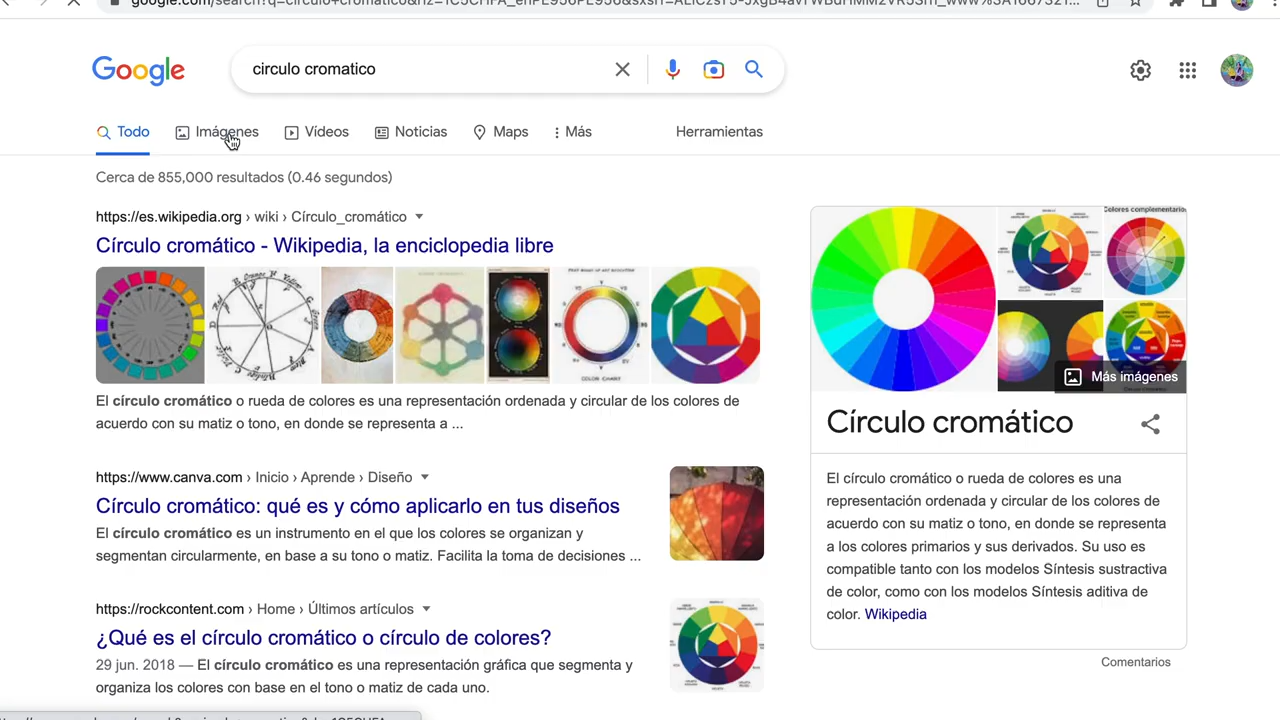 Google
circulo cromatico
Todo
Imágenes
Vídeos
Noticias
Maps
Más
Herramientas
Cerca de 855,000 resultados (0.46 segundos)
https://es.wikipedia.org › wiki › Círculo_cromático
Círculo cromático - Wikipedia, la enciclopedia libre
COLOR CHART
El círculo cromático o rueda de colores es una representación ordenada y circular de los colores de
acuerdo con su matiz o tono, en donde se representa a ...
https://www.canva.com › Inicio › Aprende › Diseño
Círculo cromático: qué es y cómo aplicarlo en tus diseños
El círculo cromático es un instrumento en el que los colores se organizan y
segmentan circularmente, en base a su tono o matiz. Facilita la toma de decisiones ...
https://rockcontent.com › Home › Últimos artículos
¿Qué es el círculo cromático o círculo de colores?
29 jun. 2018 — El círculo cromático es una representación gráfica que segmenta y
organiza los colores con base en el tono o matiz de cada uno.
Colores complementarios
Más imágenes
Círculo cromático
El círculo cromático o rueda de colores es una
representación ordenada y circular de los colores de
acuerdo con su matiz o tono, en donde se representa
a los colores primarios y sus derivados. Su uso es
compatible tanto con los modelos Síntesis sustractiva
de color, como con los modelos Síntesis aditiva de
color. Wikipedia
Comentarios